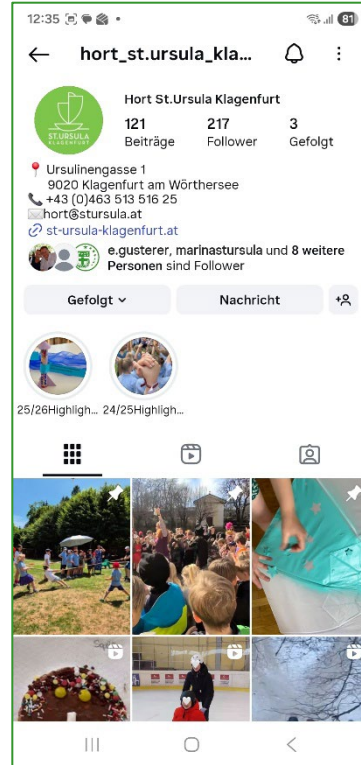 12:35
81
hort_st.ursula_kla...
ST.URSULA
KLAGENFURT
Hort St.Ursula Klagenfurt
121 217 3
Beiträge Follower Gefolgt
Ursulinengasse 1
9020 Klagenfurt am Wörthersee
+43 (0)463 513 516 25
hort@stursula.at
st-ursula-klagenfurt.at
e.gusterer, marinastursula und 8 weitere
Personen sind Follower
Gefolgt Nachricht
25/26Highligh... 24/25Highligh...